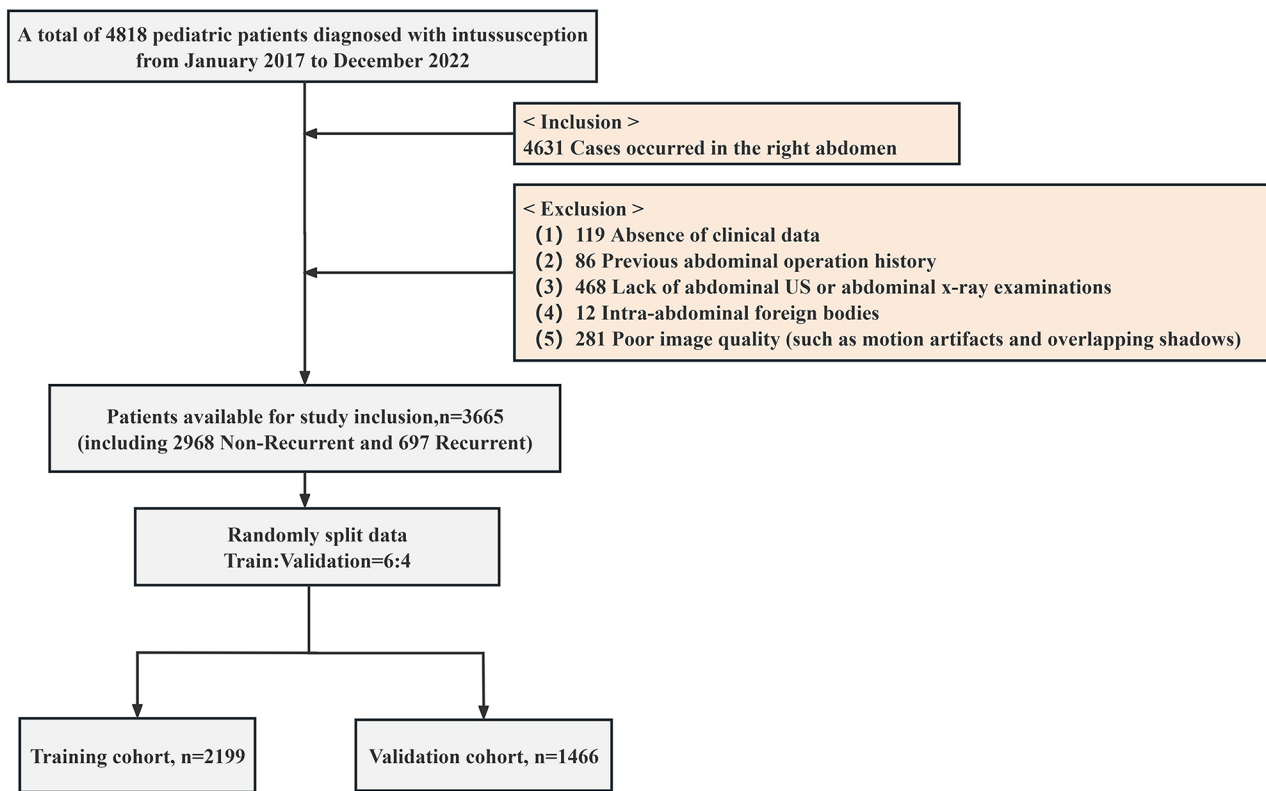 A total of 4818 pediatric patients diagnosed with intussusception
from January 2017 to December 2022
< Inclusion >
4631 Cases occurred in the right abdomen
< Exclusion >
（1）119 Absence of clinical data
（2）86 Previous abdominal operation history
（3）468 Lack of abdominal US or abdominal x-ray examinations
（4）12 Intra-abdominal foreign bodies
（5）281 Poor image quality (such as motion artifacts and overlapping shadows)
Patients available for study inclusion,n=3665
(including 2968 Non-Recurrent and 697 Recurrent)
Randomly split data
Train:Validation=6:4
Training cohort, n=2199
Validation cohort, n=1466